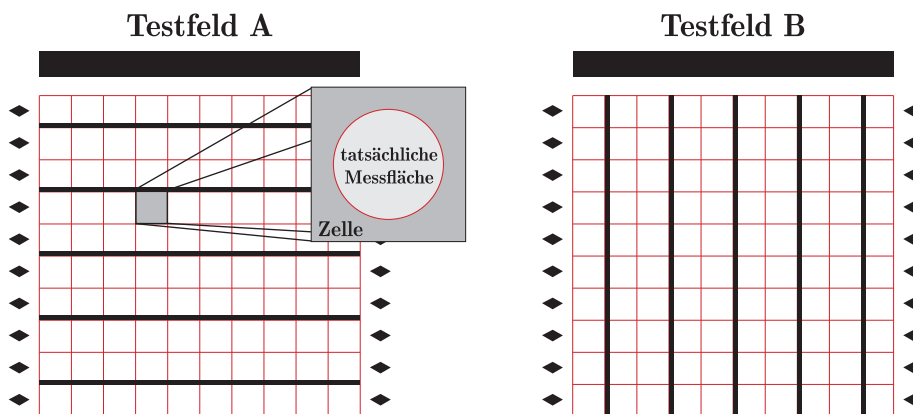 Testfeld A
Testfeld B
tatsächliche
Messfläche
Zelle